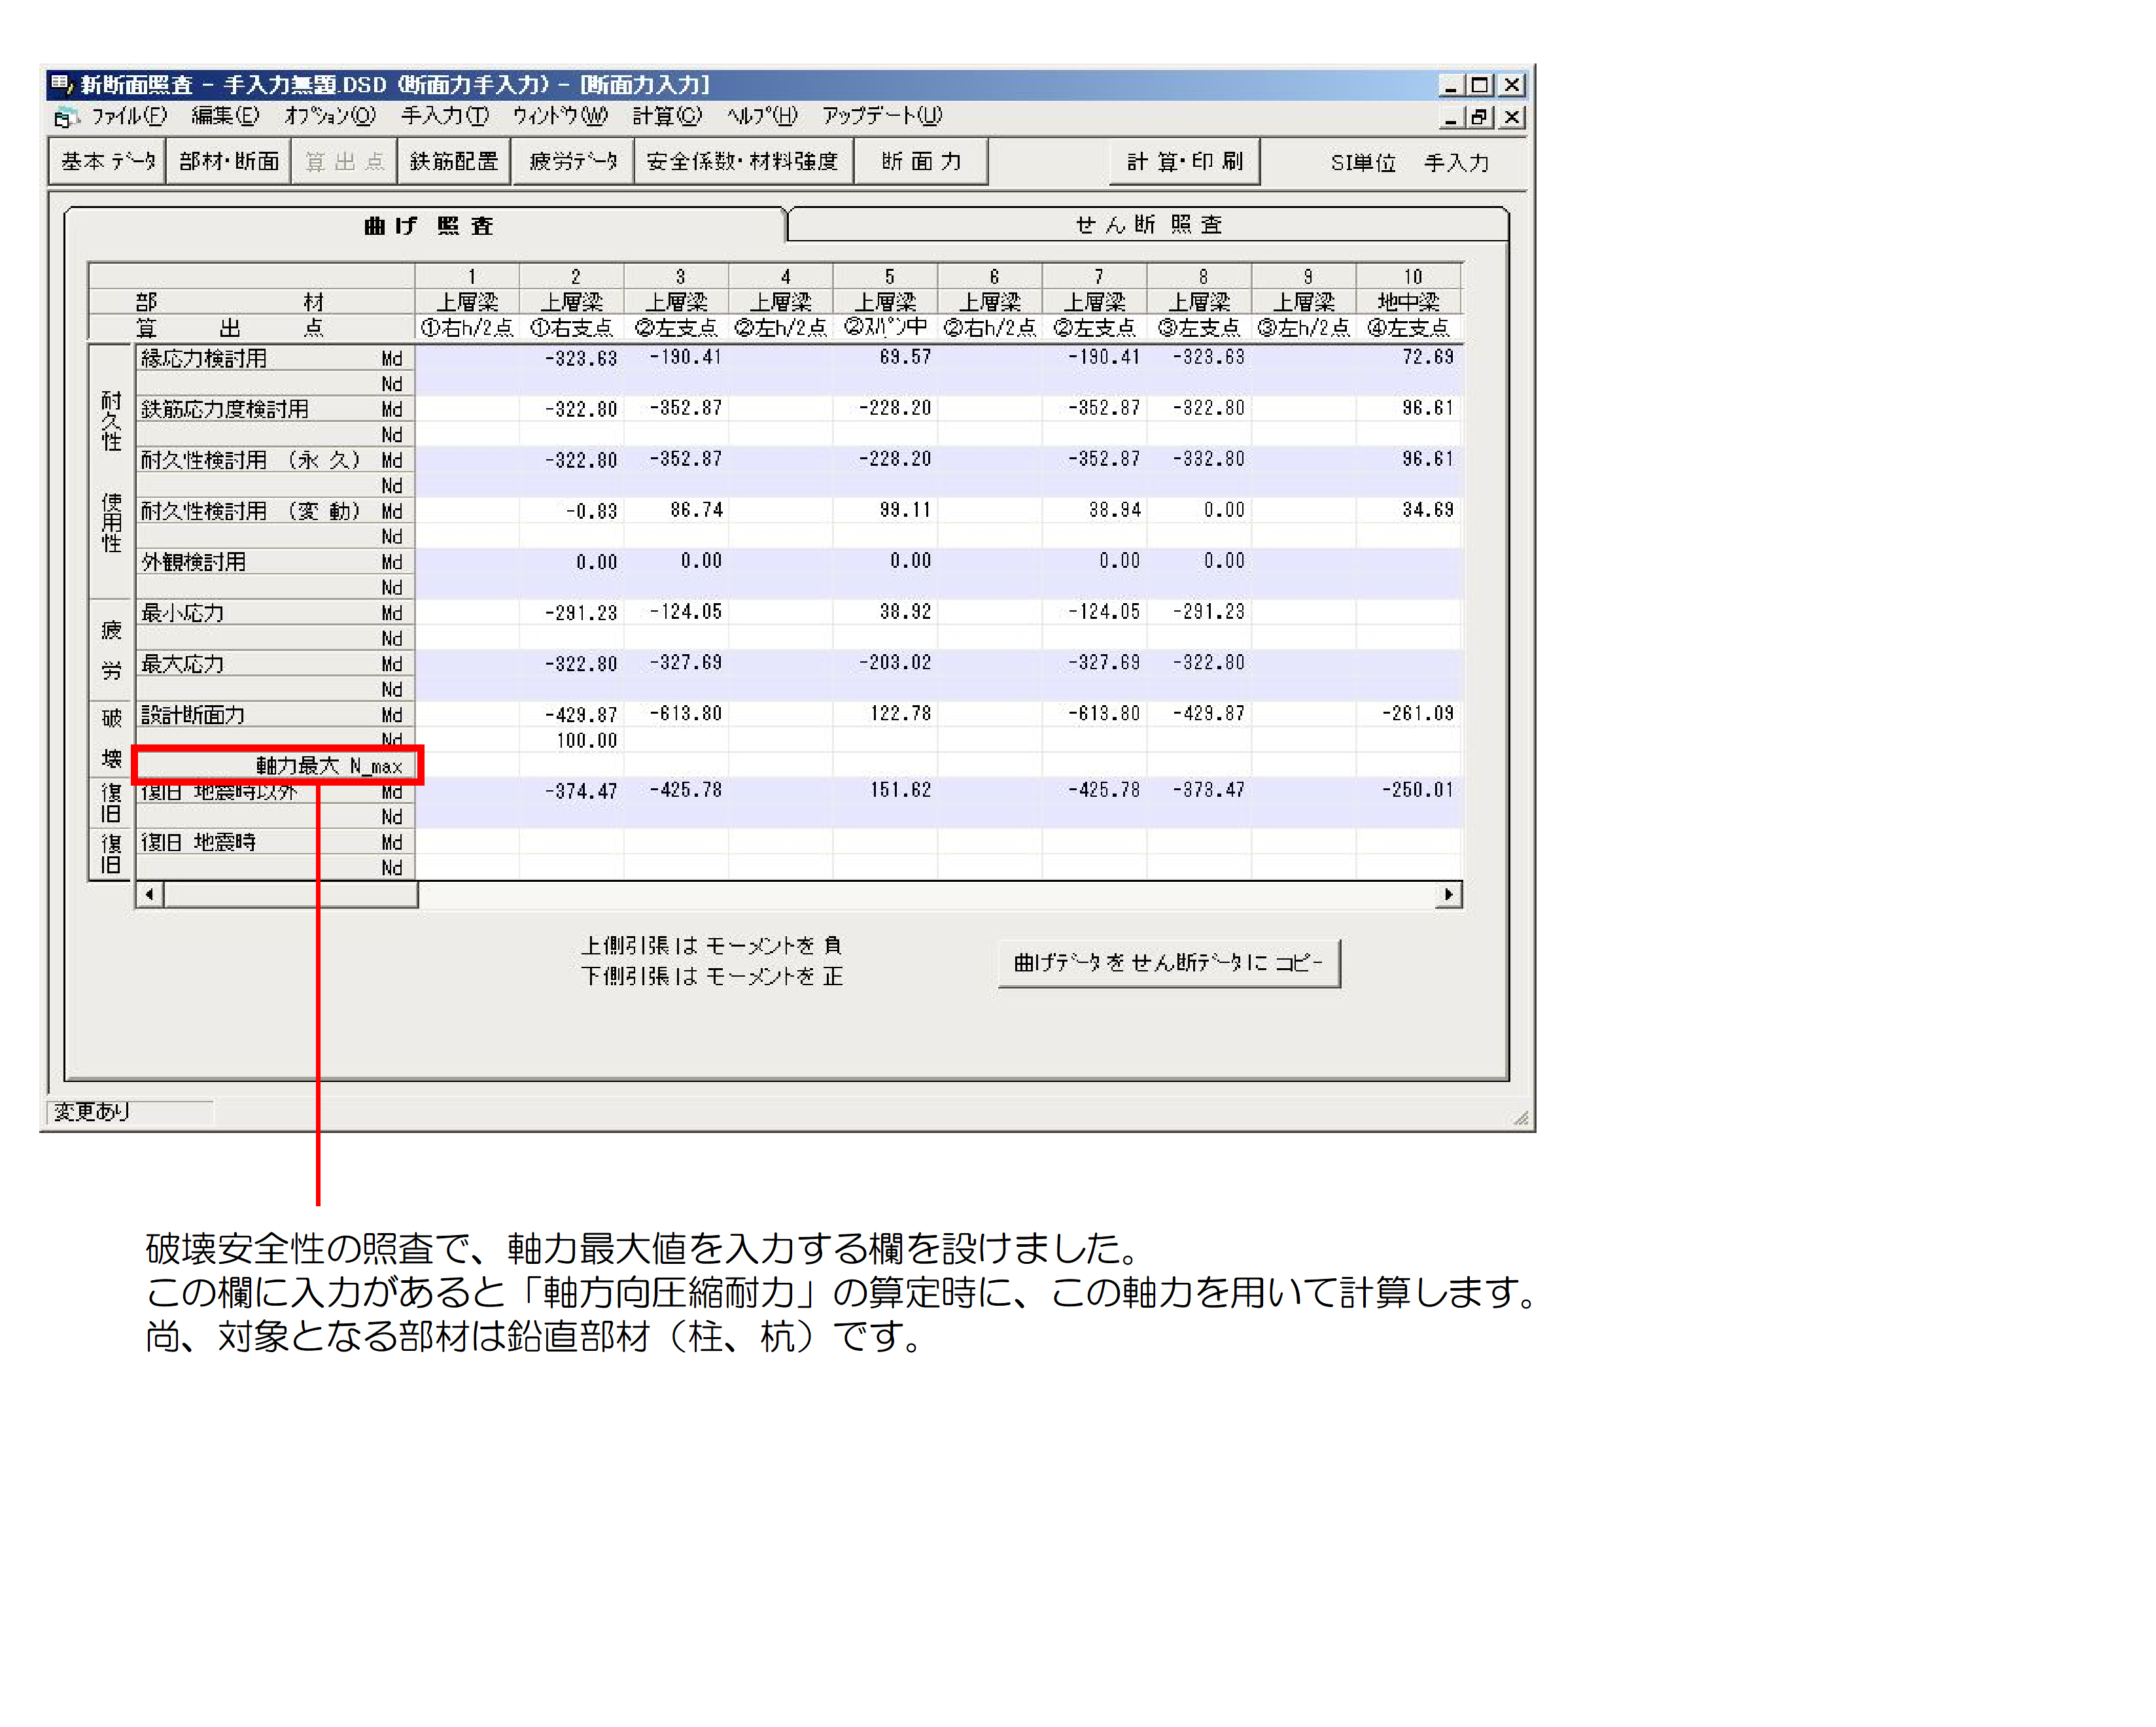 新断面照査 - 手入力無題.DSD (断面力手入力) - [断面力入力]
ファイル(F) 編集(E) オプション(O) 手入力(T) ウィンドウ(W) 計算(C) ヘルプ(H) アップデート(U)
基本データ 部材・断面 算出点 鉄筋配置 疲労データ 安全係数・材料強度 断面力 計算・印刷 SI単位 手入力
曲げ照査 せん断照査
1 2 3 4 5 6 7 8 9 10
部材 上層梁 上層梁 上層梁 上層梁 上層梁 上層梁 上層梁 上層梁 上層梁 地中梁
算出点 ①右h/2点 ①右支点 ②左支点 ②左h/2点 ②スパン中 ②右h/2点 ②左支点 ③左支点 ③左h/2点 ④左支点
耐久性 使用性
縁応力検討用 Md -323.63 -190.41 69.57 -190.41 -323.63 72.69
Nd
鉄筋応力度検討用 Md -322.80 -352.87 -228.20 -352.87 -322.80 96.61
Nd
耐久性検討用 (永 久) Md -322.80 -352.87 -228.20 -352.87 -332.80 96.61
Nd
耐久性検討用 (変 動) Md -0.83 86.74 99.11 38.94 0.00 34.69
Nd
外観検討用 Md 0.00 0.00 0.00 0.00 0.00
Nd
疲労
最小応力 Md -291.23 -124.05 38.92 -124.05 -291.23
Nd
最大応力 Md -322.80 -327.69 -203.02 -327.69 -322.80
Nd
破壊
設計断面力 Md -429.87 -613.80 122.78 -613.80 -429.87 -261.09
Nd 100.00
軸力最大 N_max
復旧
復旧 地震時以外 Md -374.47 -425.78 151.62 -425.78 -373.47 -250.01
Nd
復旧
復旧 地震時 Md
Nd
上側引張は モーメントを 負
下側引張は モーメントを 正
曲げデータを せん断データに コピー
変更あり
破壊安全性の照査で、軸力最大値を入力する欄を設けました。
この欄に入力があると「軸方向圧縮耐力」の算定時に、この軸力を用いて計算します。
尚、対象となる部材は鉛直部材（柱、杭）です。